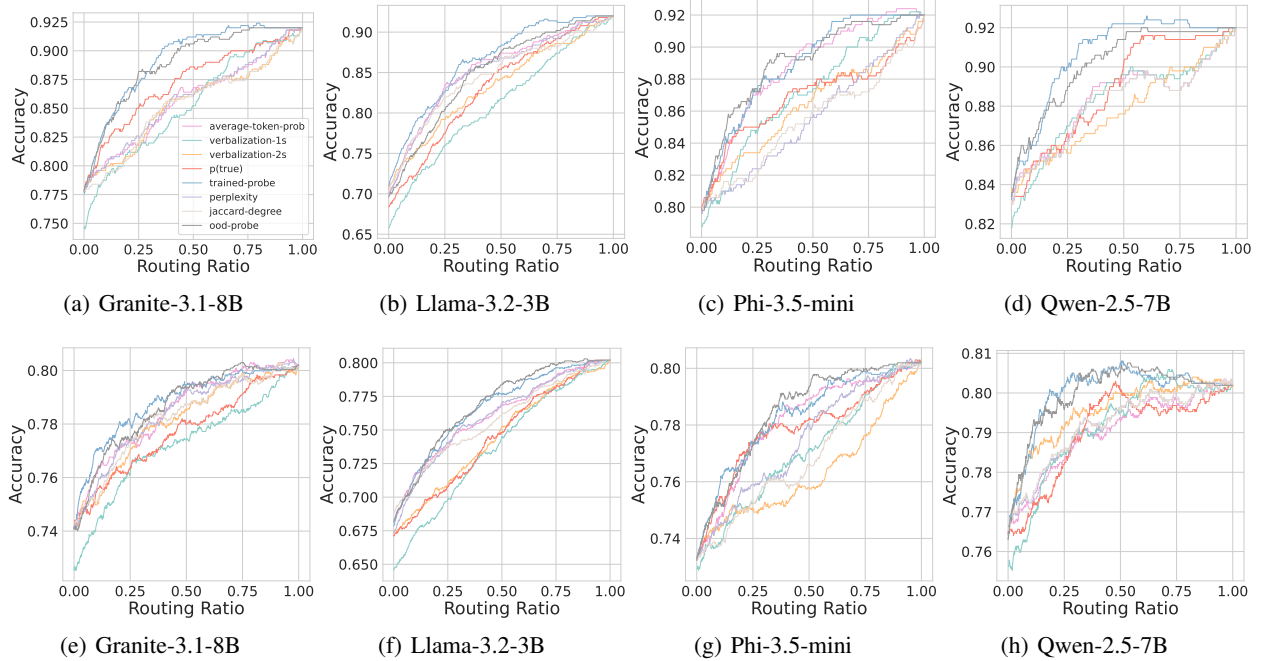 0.925
0.900
0.875
0.850
0.825
0.800
0.775
0.750
Accuracy
0.00 0.25 0.50 0.75 1.00
Routing Ratio
average-token-prob
verbalization-1s
verbalization-2s
p(true)
trained-probe
perplexity
jaccard-degree
ood-probe
(a) Granite-3.1-8B
0.90
0.85
0.80
0.75
0.70
0.65
Accuracy
0.00 0.25 0.50 0.75 1.00
Routing Ratio
(b) Llama-3.2-3B
0.92
0.90
0.88
0.86
0.84
0.82
0.80
Accuracy
0.00 0.25 0.50 0.75 1.00
Routing Ratio
(c) Phi-3.5-mini
0.92
0.90
0.88
0.86
0.84
0.82
Accuracy
0.00 0.25 0.50 0.75 1.00
Routing Ratio
(d) Qwen-2.5-7B
0.80
0.78
0.76
0.74
Accuracy
0.00 0.25 0.50 0.75 1.00
Routing Ratio
(e) Granite-3.1-8B
0.800
0.775
0.750
0.725
0.700
0.675
0.650
Accuracy
0.00 0.25 0.50 0.75 1.00
Routing Ratio
(f) Llama-3.2-3B
0.80
0.78
0.76
0.74
Accuracy
0.00 0.25 0.50 0.75 1.00
Routing Ratio
(g) Phi-3.5-mini
0.81
0.80
0.79
0.78
0.77
0.76
Accuracy
0.00 0.25 0.50 0.75 1.00
Routing Ratio
(h) Qwen-2.5-7B